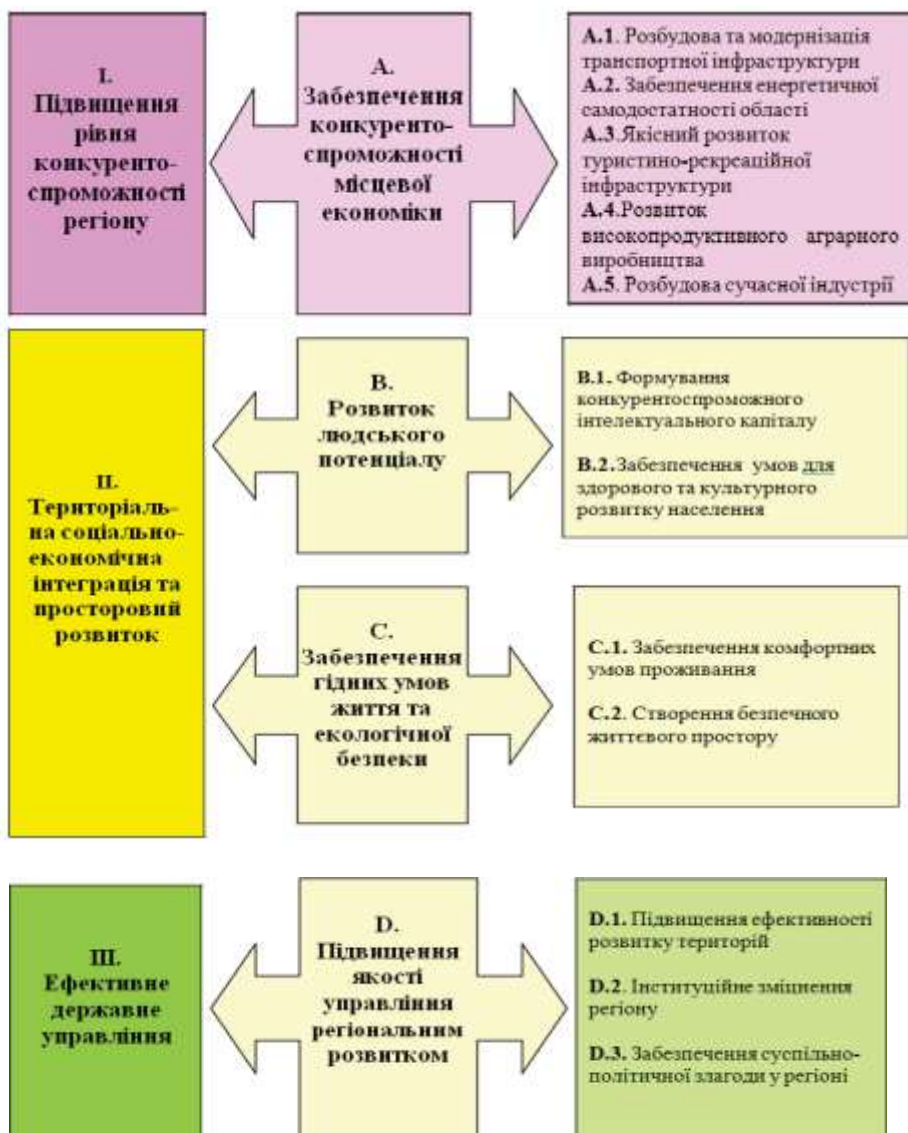 I.
Підвищення
рівня
конкуренто-
спроможності
регіону
А.
Забезпечення
конкуренто-
спроможності
місцевої
економіки
А.1. Розбудова та модернізація
транспортної інфраструктури
А.2. Забезпечення енергетичної
самодостатності області
А.3.Якісний розвиток
туристино-рекреаційної
інфраструктури
А.4.Розвиток
високопродуктивного аграрного
виробництва
А.5. Розбудова сучасної індустрії
II.
Територіаль-
на соціально-
економічна
інтеграція та
просторовий
розвиток
В.
Розвиток
людського
потенціалу
В.1. Формування
конкурентоспроможного
інтелектуального капіталу
В.2.Забезпечення умов для
здорового та культурного
розвитку населення
С.
Забезпечення
гідних умов
життя та
екологічної
безпеки
С.1. Забезпечення комфортних
умов проживання
С.2. Створення безпечного
життєвого простору
III.
Ефективне
державне
управління
D.
Підвищення
якості
управління
регіональним
розвитком
D.1. Підвищення ефективності
розвитку територій
D.2. Інституційне зміцнення
регіону
D.3. Забезпечення суспільно-
політичної злагоди у регіоні